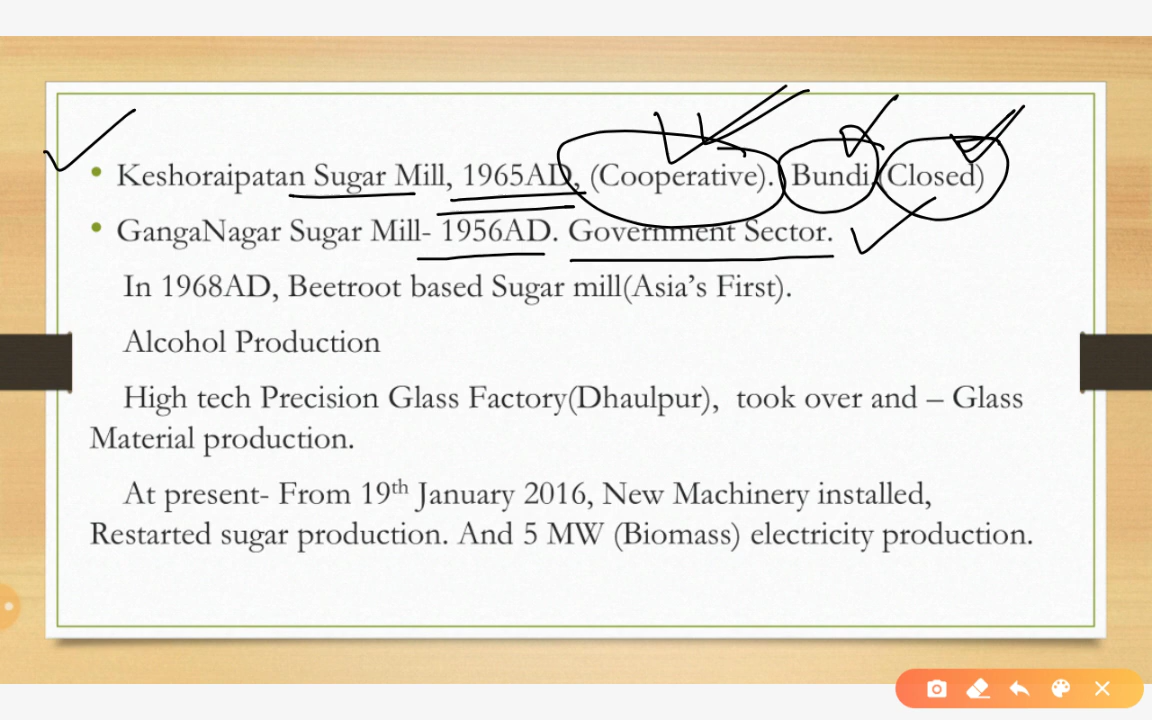 • Keshoraipatan Sugar Mill, 1965AD, (Cooperative). Bundi(Closed)
• GangaNagar Sugar Mill- 1956AD. Government Sector.
In 1968AD, Beetroot based Sugar mill(Asia’s First).
Alcohol Production
High tech Precision Glass Factory(Dhaulpur), took over and – Glass
Material production.
At present- From 19th January 2016, New Machinery installed,
Restarted sugar production. And 5 MW (Biomass) electricity production.